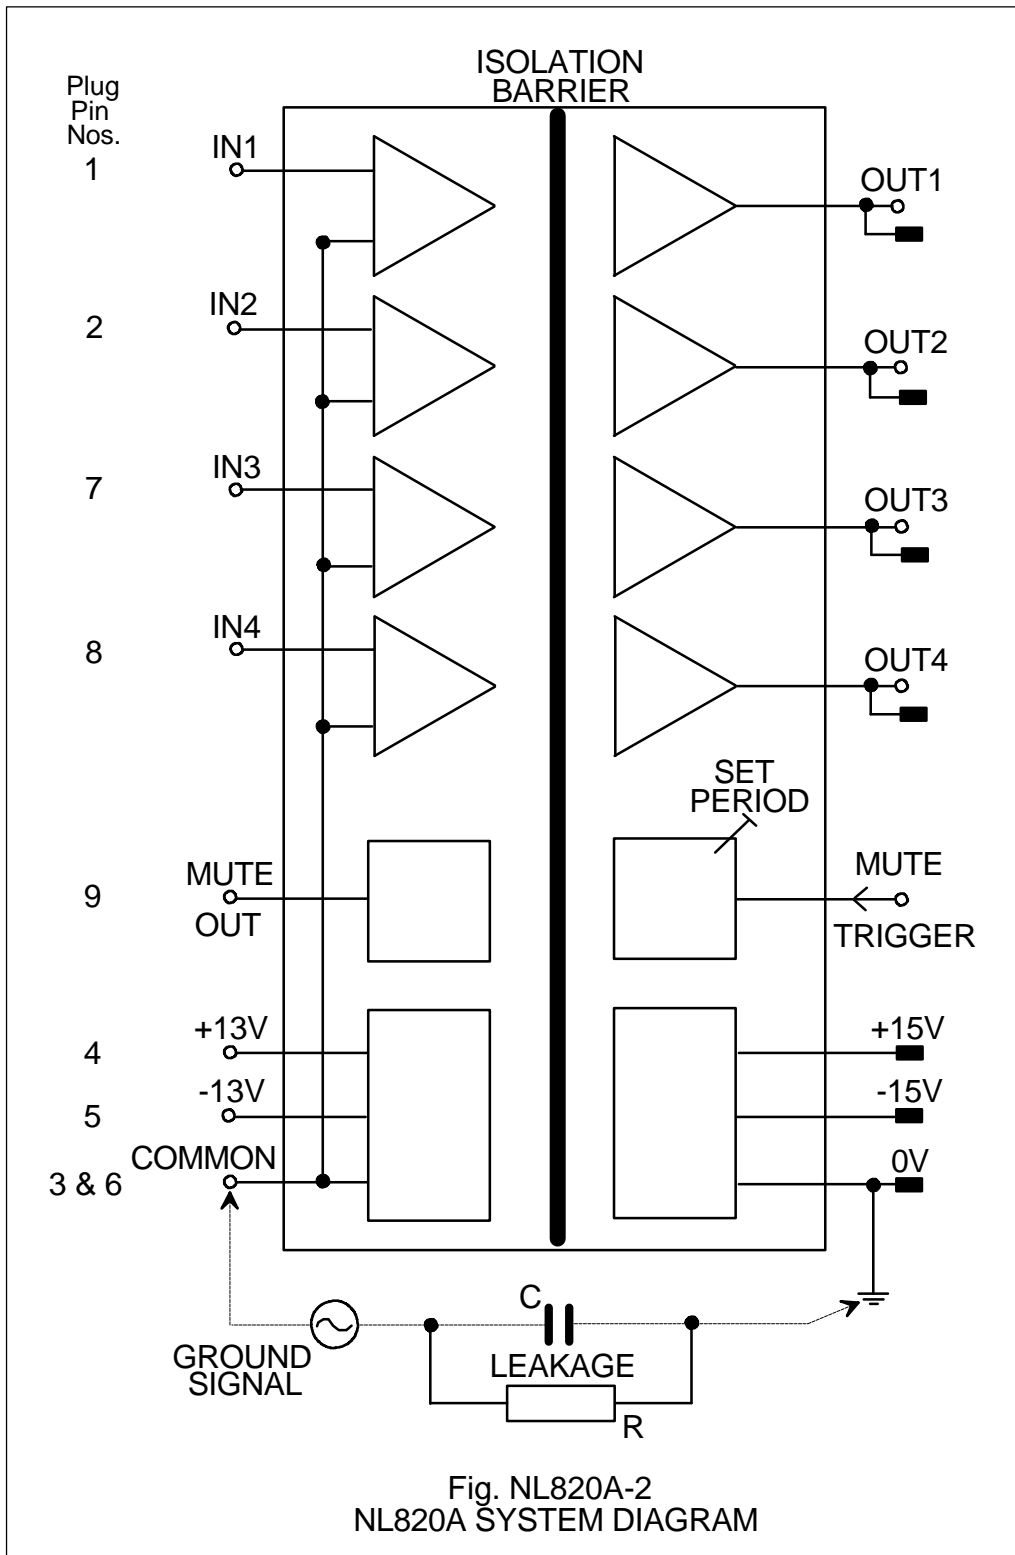 ISOLATION
BARRIER
Plug
Pin
Nos.
1
IN1
OUT1
2
IN2
OUT2
7
IN3
OUT3
8
IN4
OUT4
SET
PERIOD
9
MUTE
OUT
MUTE
TRIGGER
4
+13V
+15V
5
-13V
-15V
3 & 6
COMMON
0V
C
GROUND
SIGNAL
LEAKAGE
R
Fig. NL820A-2
NL820A SYSTEM DIAGRAM